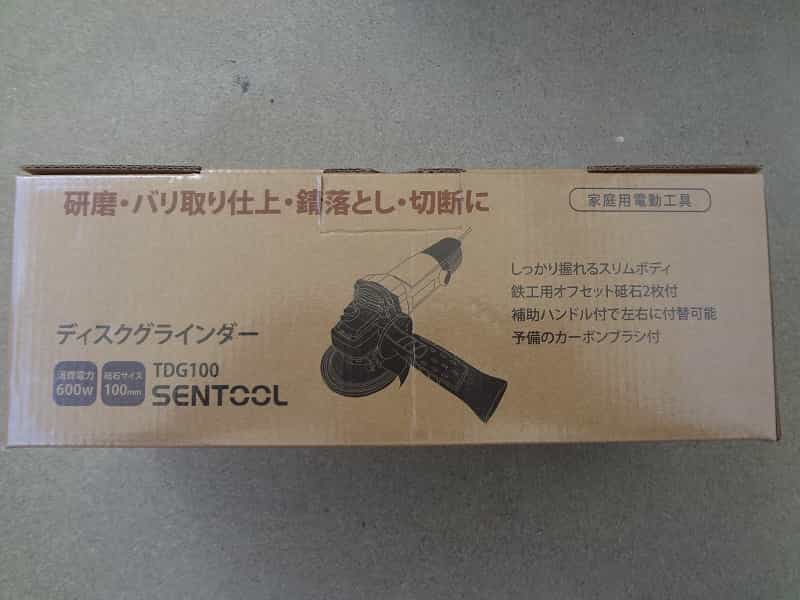 研磨・バリ取り仕上・錆落とし・切断に
家庭用電動工具
しっかり握れるスリムボディ
鉄工用オフセット砥石2枚付
補助ハンドル付で左右に付替可能
予備のカーボンブラシ付
ディスクグラインダー
消費電力
600w
砥石サイズ
100mm
TDG100
SENTOOL